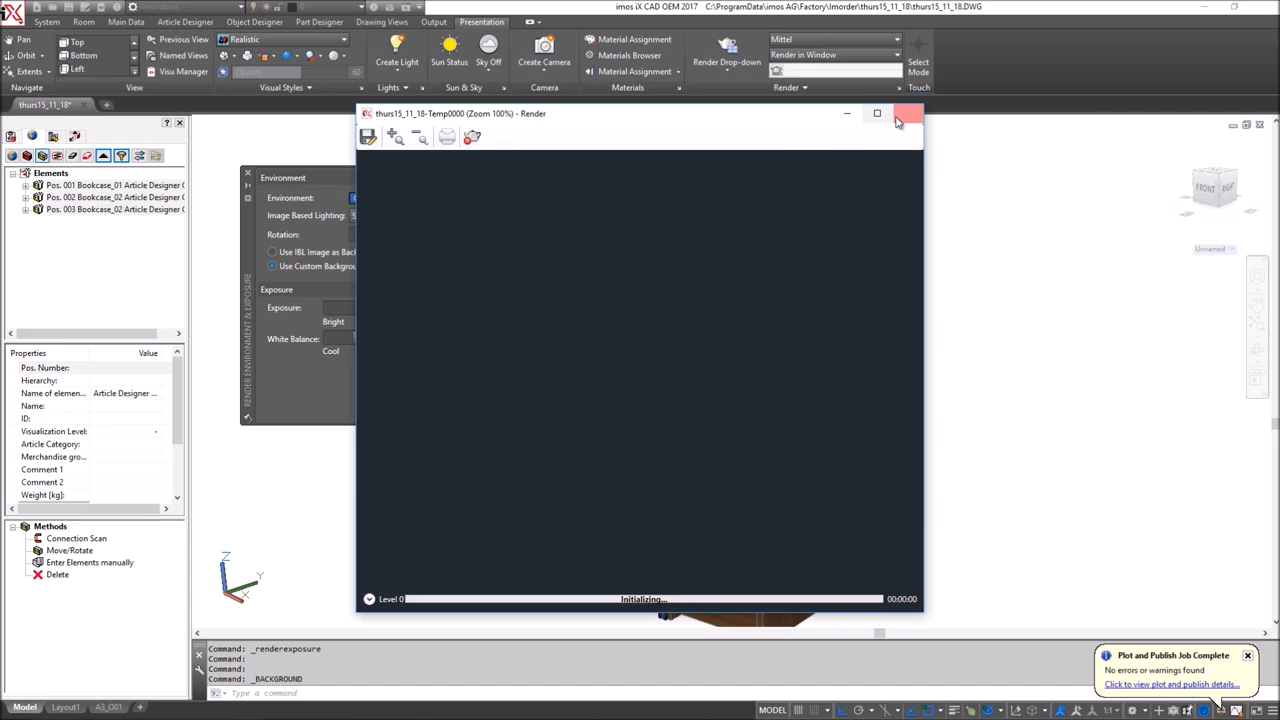 imos iX CAD OEM 2017 C:\ProgramData\imos AG\Factory\Imorder\thurs15_11_18\thurs15_11_18.DWG
System Room Main Data Article Designer Object Designer Part Designer Drawing Views Output Presentation
Pan
Orbit
Extents
Navigate
Top
Bottom
Left
Previous View
Named Views
Visu Manager
View
Realistic
Opacity 60
Visual Styles
Create Light
Lights
Sun Status
Sky Off
Sun & Sky
Create Camera
Camera
Material Assignment
Materials Browser
Material Assignment
Materials
Render Drop-down
Mittel
Render in Window
Render
Select
Mode
Touch
thurs15_11_18*
thurs15_11_18-Temp0000 (Zoom 100%) - Render
Elements
Pos. 001 Bookcase_01 Article Designer
Pos. 002 Bookcase_02 Article Designer
Pos. 003 Bookcase_02 Article Designer
Environment
Environment:
Image Based Lighting:
Rotation:
Use IBL Image as Bac
Use Custom Backgrou
Exposure
Exposure:
Bright
White Balance:
Cool
RENDER ENVIRONMENT & EXPOSURE
FRONT RIGHT
Unnamed
Properties Value
Pos. Number:
Hierarchy:
Name of elemen... Article Designer ...
Name:
ID:
Visualization Level: -
Article Category:
Merchandise gro...
Comment 1
Comment 2
Weight [kg]:
Methods
Connection Scan
Move/Rotate
Enter Elements manually
Delete
Z
Y
X
Level 0 Initializing... 00:00:00
Command: _renderexposure
Command:
Command:
Command: _BACKGROUND
Type a command
Plot and Publish Job Complete
No errors or warnings found
Click to view plot and publish details...
Model Layout1 A3_001
MODEL